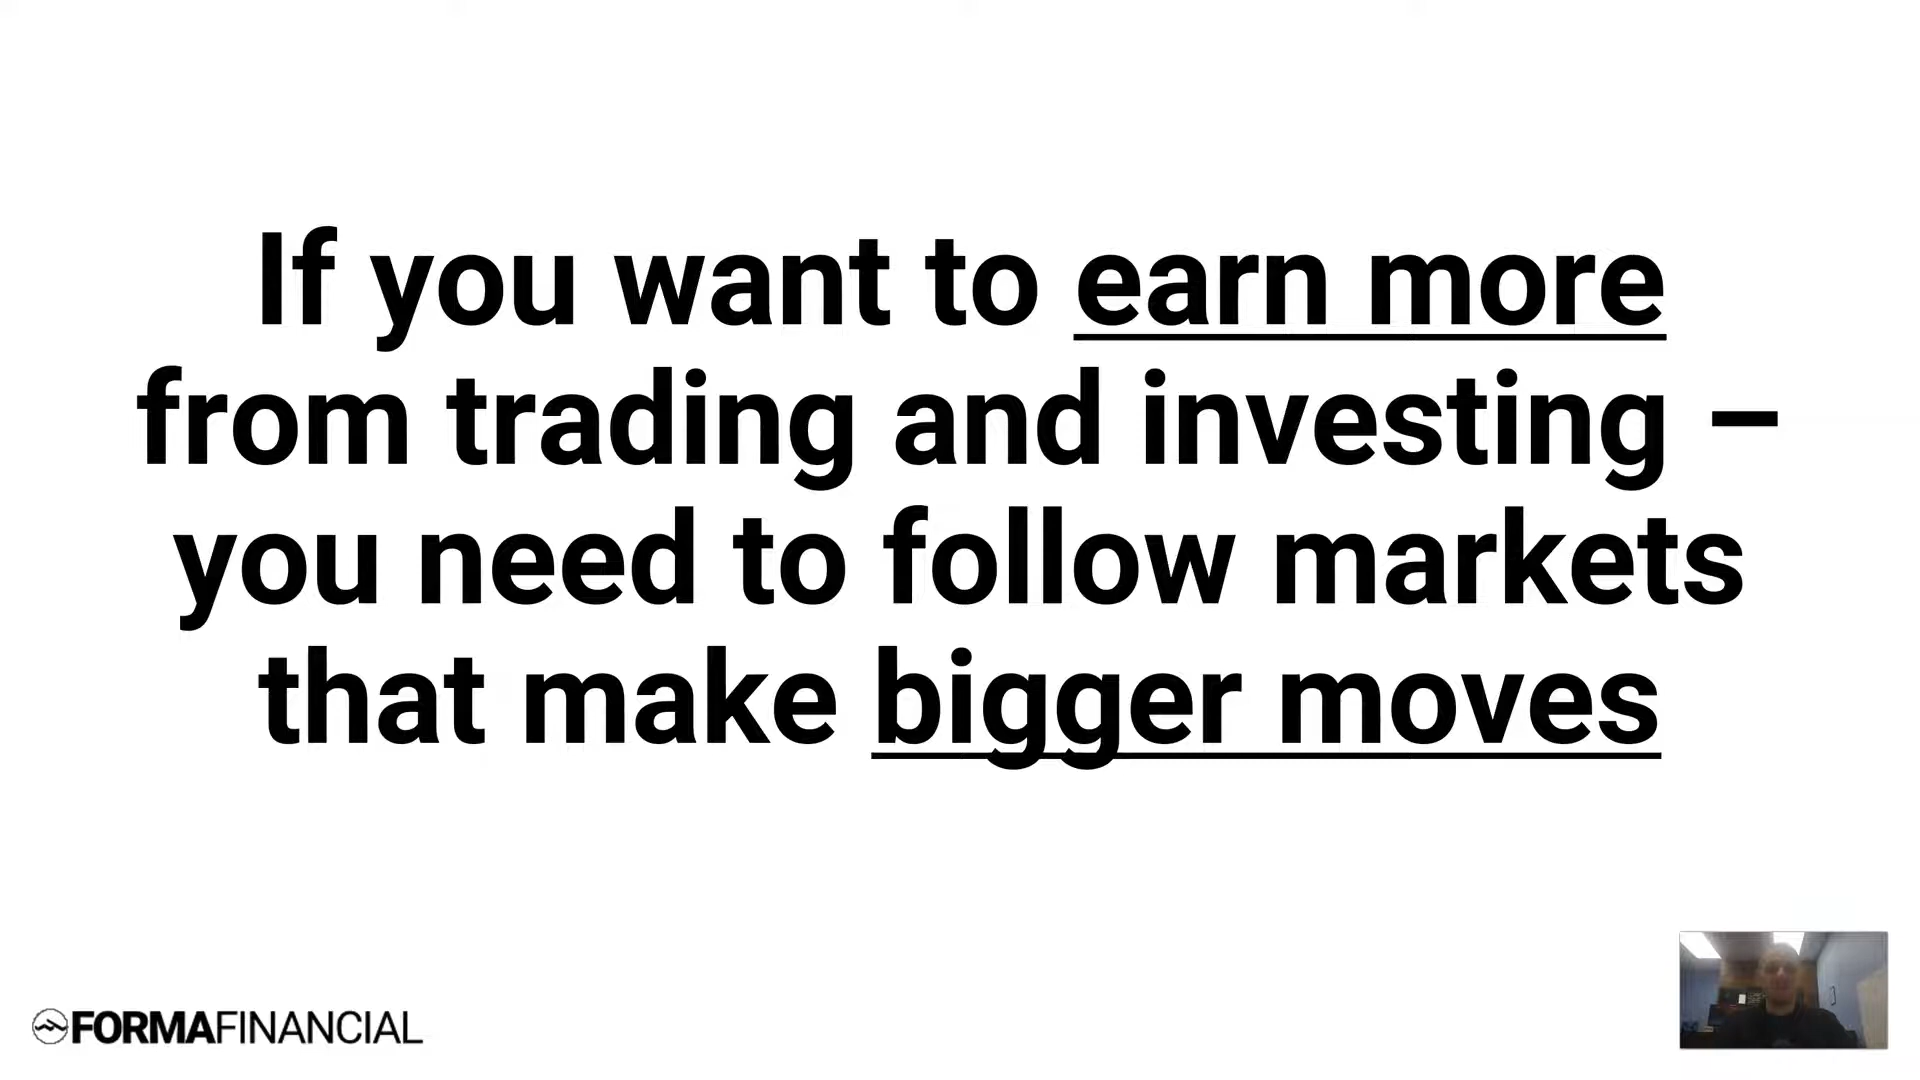 If you want to earn more
from trading and investing –
you need to follow markets
that make bigger moves
FORMAFINANCIAL